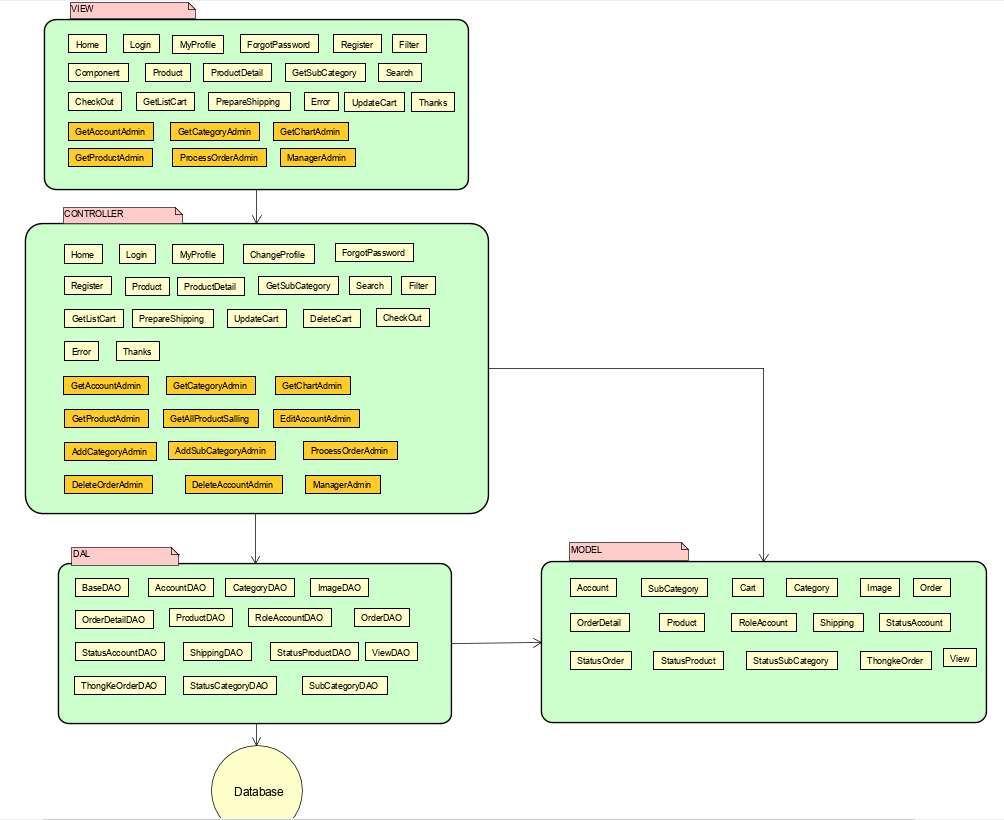 VIEW
Home Login MyProfile ForgotPassword Register Filter
Component Product ProductDetail GetSubCategory Search
CheckOut GetListCart PrepareShipping Error UpdateCart Thanks
GetAccountAdmin GetCategoryAdmin GetChartAdmin
GetProductAdmin ProcessOrderAdmin ManagerAdmin
CONTROLLER
Home Login MyProfile ChangeProfile ForgotPassword
Register Product ProductDetail GetSubCategory Search Filter
GetListCart PrepareShipping UpdateCart DeleteCart CheckOut
Error Thanks
GetAccountAdmin GetCategoryAdmin GetChartAdmin
GetProductAdmin GetAllProductSalling EditAccountAdmin
AddCategoryAdmin AddSubCategoryAdmin ProcessOrderAdmin
DeleteOrderAdmin DeleteAccountAdmin ManagerAdmin
DAL
BaseDAO AccountDAO CategoryDAO ImageDAO
OrderDetailDAO ProductDAO RoleAccountDAO OrderDAO
StatusAccountDAO ShippingDAO StatusProductDAO ViewDAO
ThongKeOrderDAO StatusCategoryDAO SubCategoryDAO
MODEL
Account SubCategory Cart Category Image Order
OrderDetail Product RoleAccount Shipping StatusAccount
StatusOrder StatusProduct StatusSubCategory ThongkeOrder View
Database